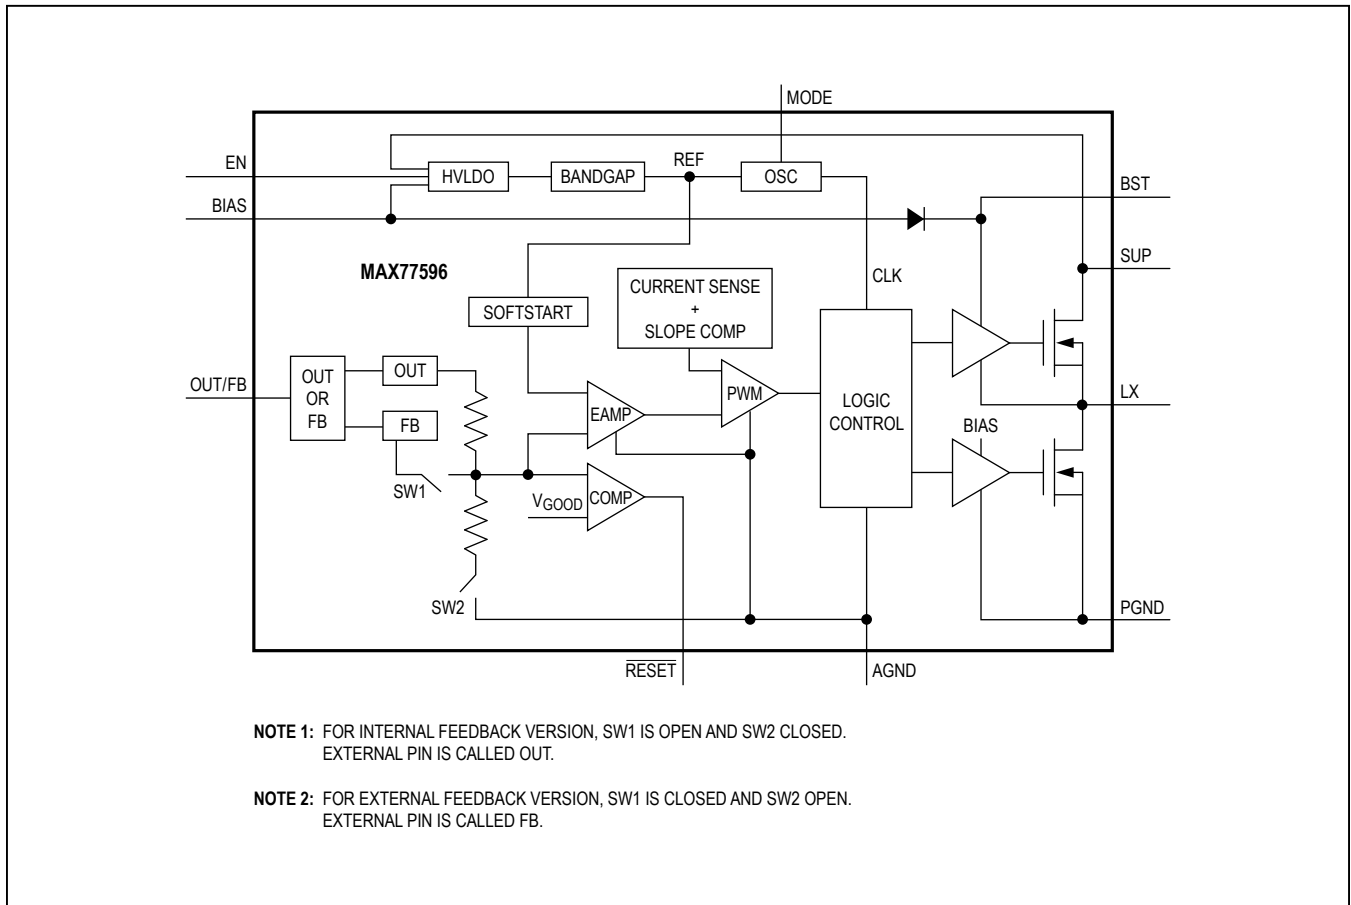 MODE
EN
HVLDO
BANDGAP
REF
OSC
BST
BIAS
SUP
MAX77596
CLK
CURRENT SENSE
+
SLOPE COMP
SOFTSTART
OUT/FB
OUT
OR
FB
OUT
FB
EAMP
PWM
LOGIC
CONTROL
LX
BIAS
SW1
VGOOD
COMP
SW2
PGND
RESET
AGND
NOTE 1: FOR INTERNAL FEEDBACK VERSION, SW1 IS OPEN AND SW2 CLOSED.
EXTERNAL PIN IS CALLED OUT.
NOTE 2: FOR EXTERNAL FEEDBACK VERSION, SW1 IS CLOSED AND SW2 OPEN.
EXTERNAL PIN IS CALLED FB.